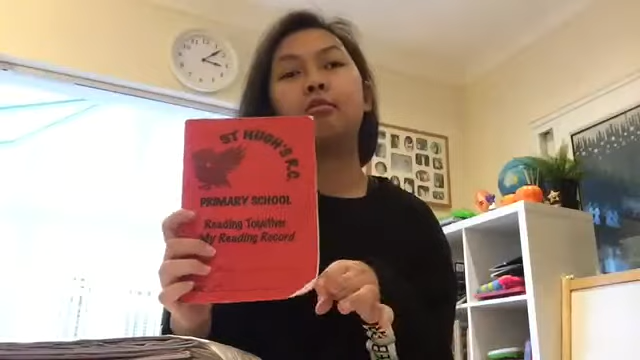 ST HUGH'S R.C.
PRIMARY SCHOOL
Reading Together
My Reading Record